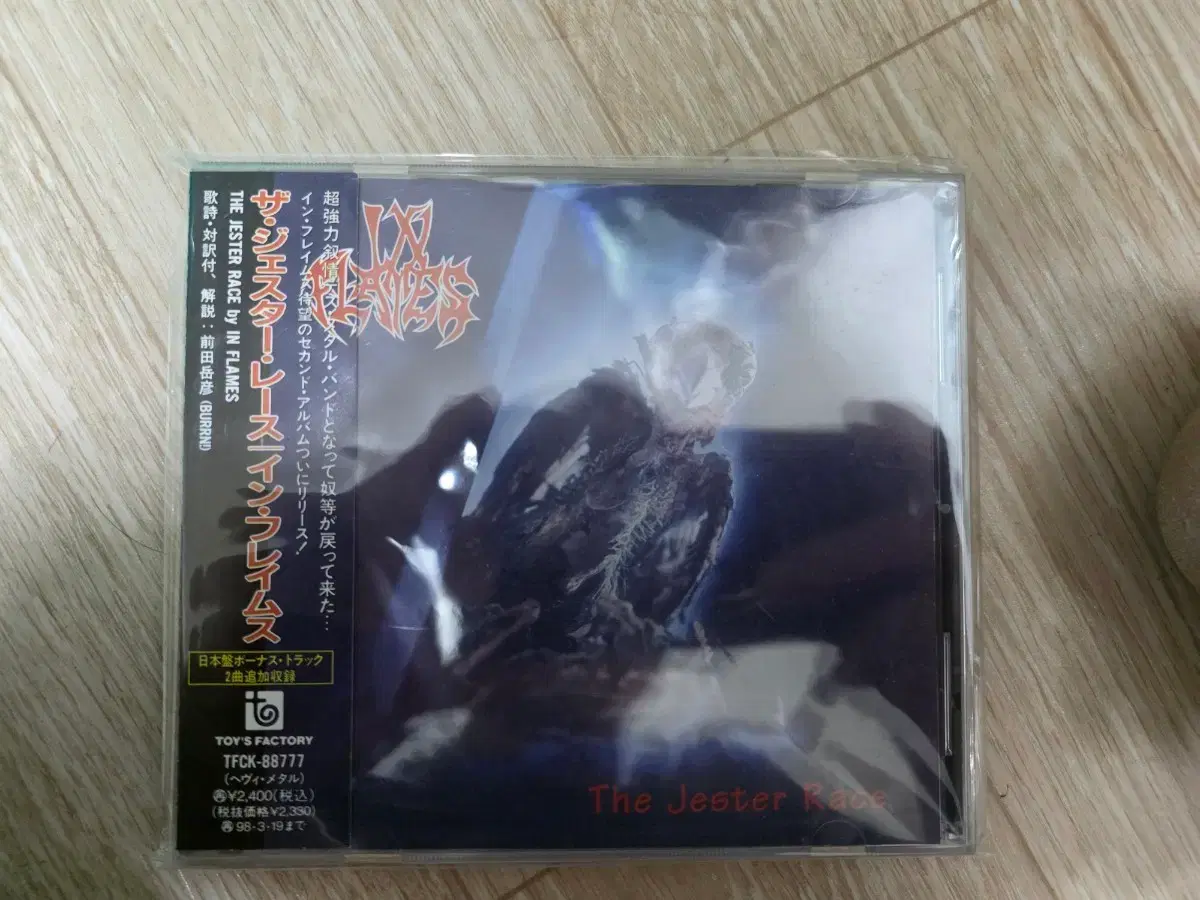 超強力叙情デス・メタル・バンドとなって奴等が戻って来た…
イン・フレイムス待望のセカンド・アルバムついにリリース!
ザ・ジェスター・レース/イン・フレイムス
THE JESTER RACE by IN FLAMES
歌詩・対訳付、解説:前田岳彦 (BURRN!)
日本盤ボーナス・トラック
2曲追加収録
TOY'S FACTORY
TFCK-88777
(ヘヴィ・メタル)
再¥2,400(税込)
(税抜価格¥2,330)
再98・3・19まで
IN
FLAMES
The Jester Race